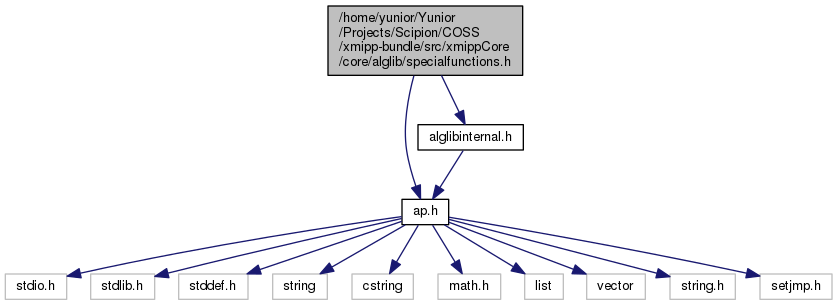 /home/yunior/Yunior
/Projects/Scipion/COSS
/xmipp-bundle/src/xmippCore
/core/alglib/specialfunctions.h
alglibinternal.h
ap.h
stdio.h
stdlib.h
stddef.h
string
cstring
math.h
list
vector
string.h
setjmp.h